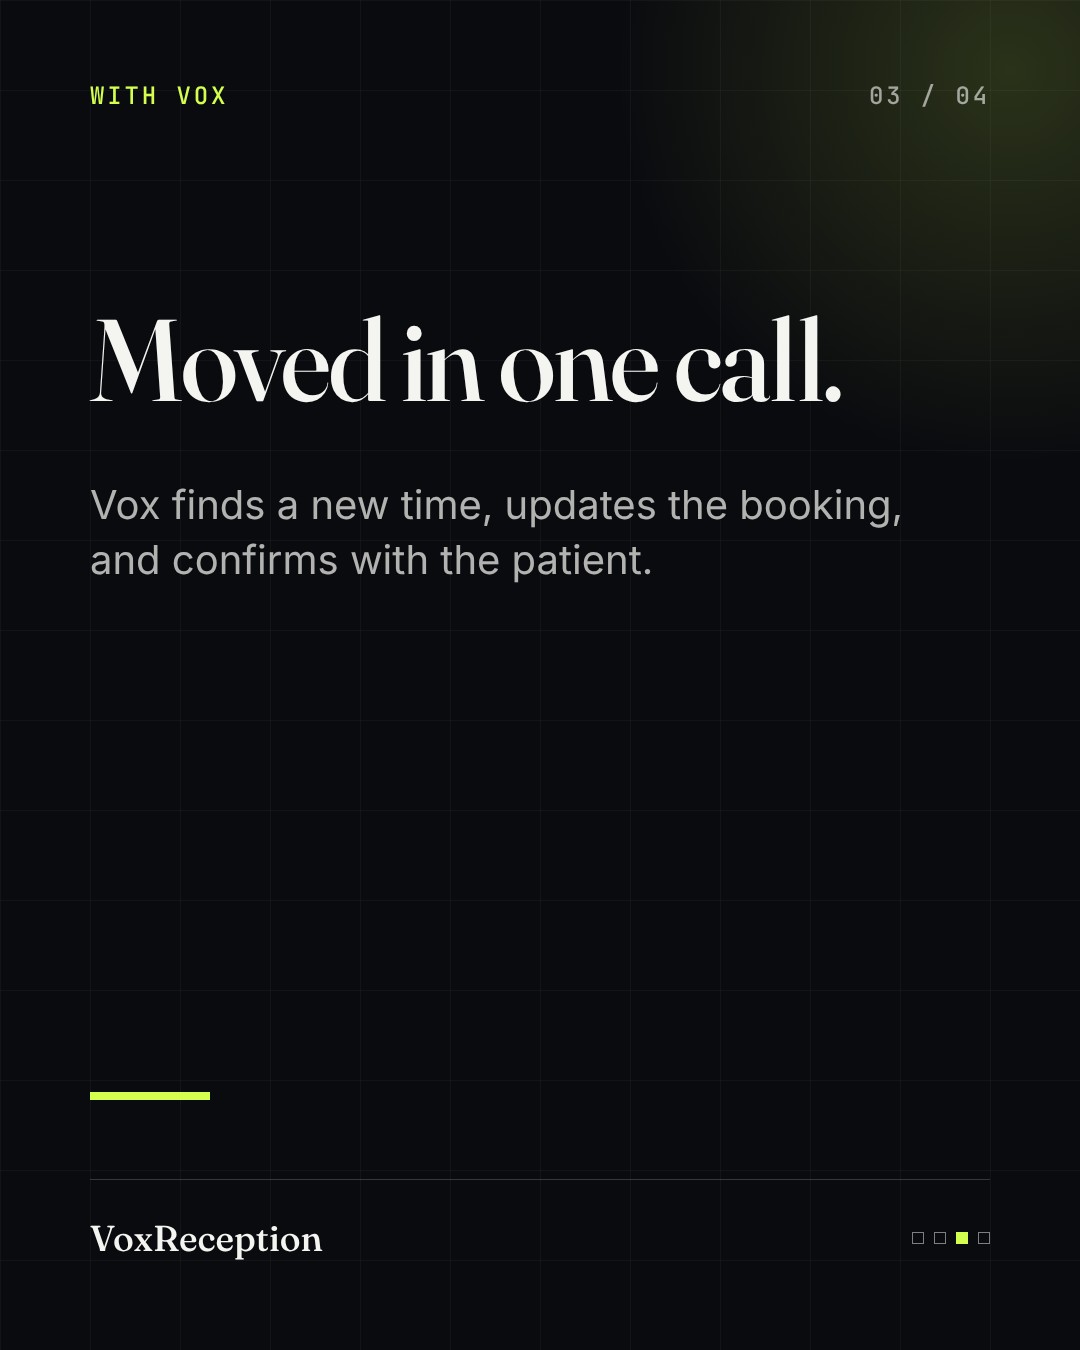 WITH VOX
03 / 04
Moved in one call.
Vox finds a new time, updates the booking,
and confirms with the patient.
VoxReception